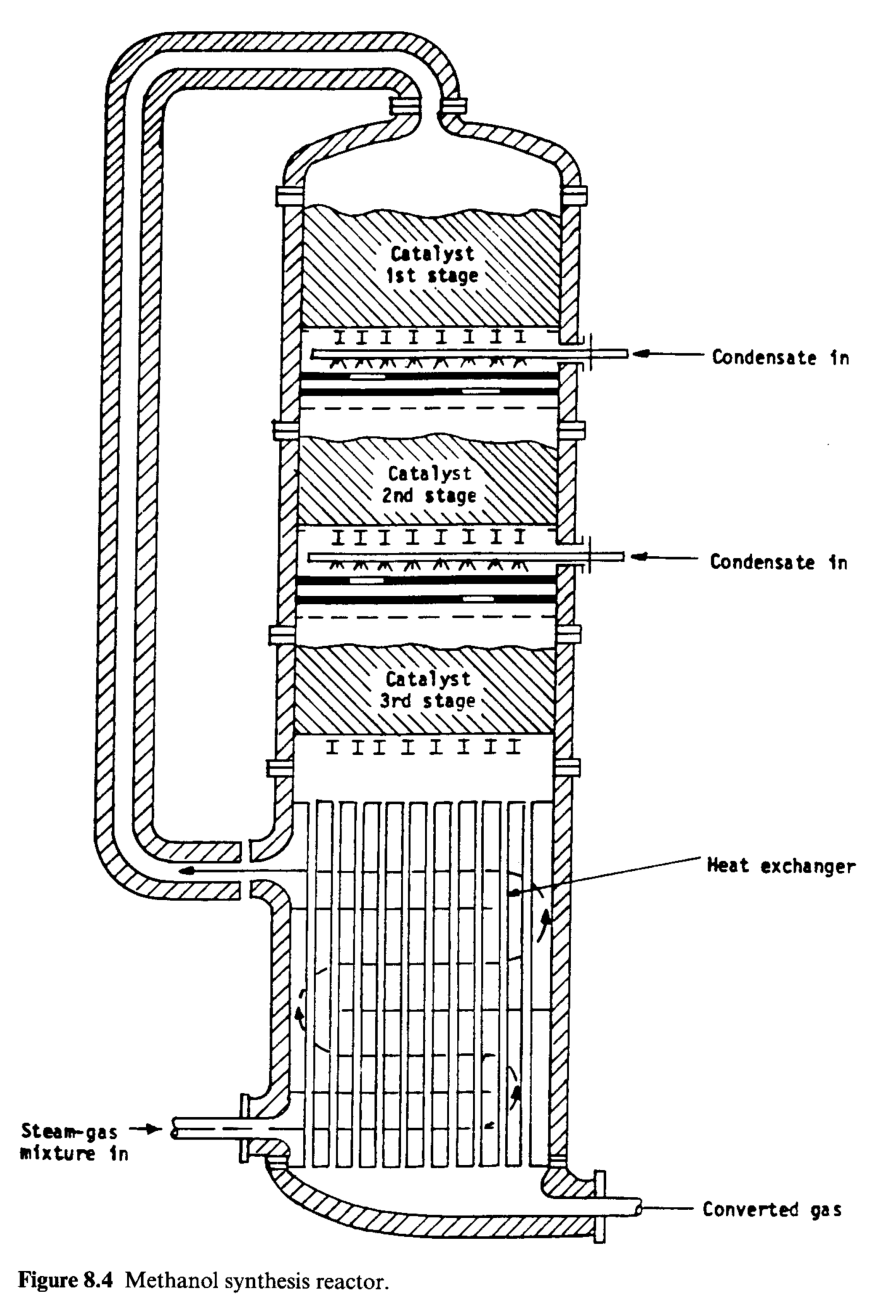 Catalyst
1st stage
Condensate in
Catalyst
2nd stage
Condensate in
Catalyst
3rd stage
Heat exchanger
Steam-gas
mixture in
Converted gas
Figure 8.4 Methanol synthesis reactor.